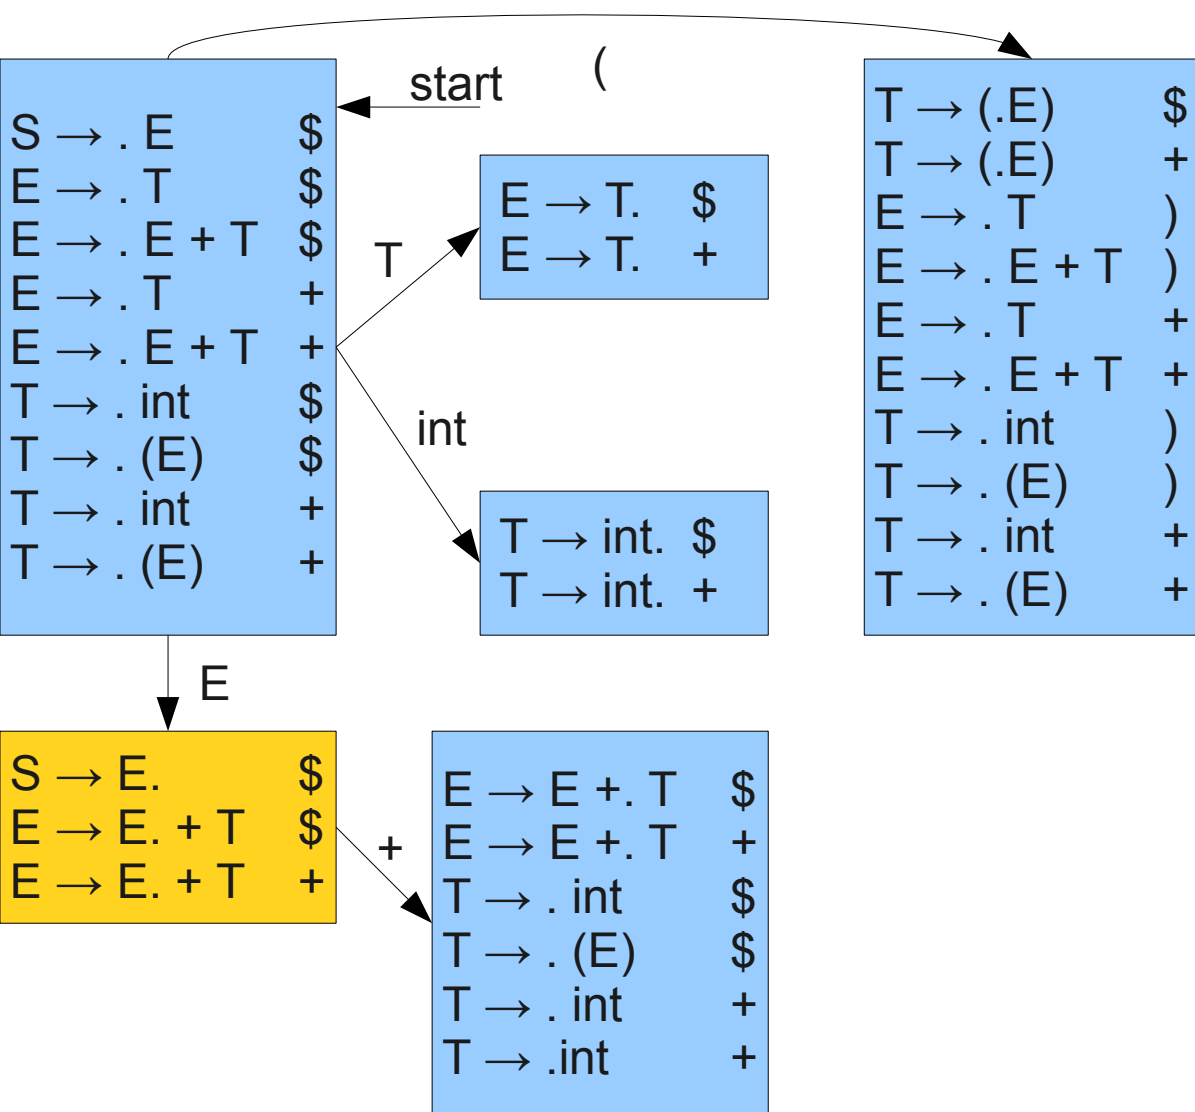 (
start
S → . E $
E → . T $
E → . E + T $
E → . T +
E → . E + T +
T → . int $
T → . (E) $
T → . int +
T → . (E) +
T
E → T. $
E → T. +
int
T → int. $
T → int. +
T → (.E) $
T → (.E) +
E → . T )
E → . E + T )
E → . T +
E → . E + T +
T → . int )
T → . (E) )
T → . int +
T → . (E) +
E
S → E. $
E → E. + T $
E → E. + T +
+
E → E +. T $
E → E +. T +
T → . int $
T → . (E) $
T → . int +
T → .int +